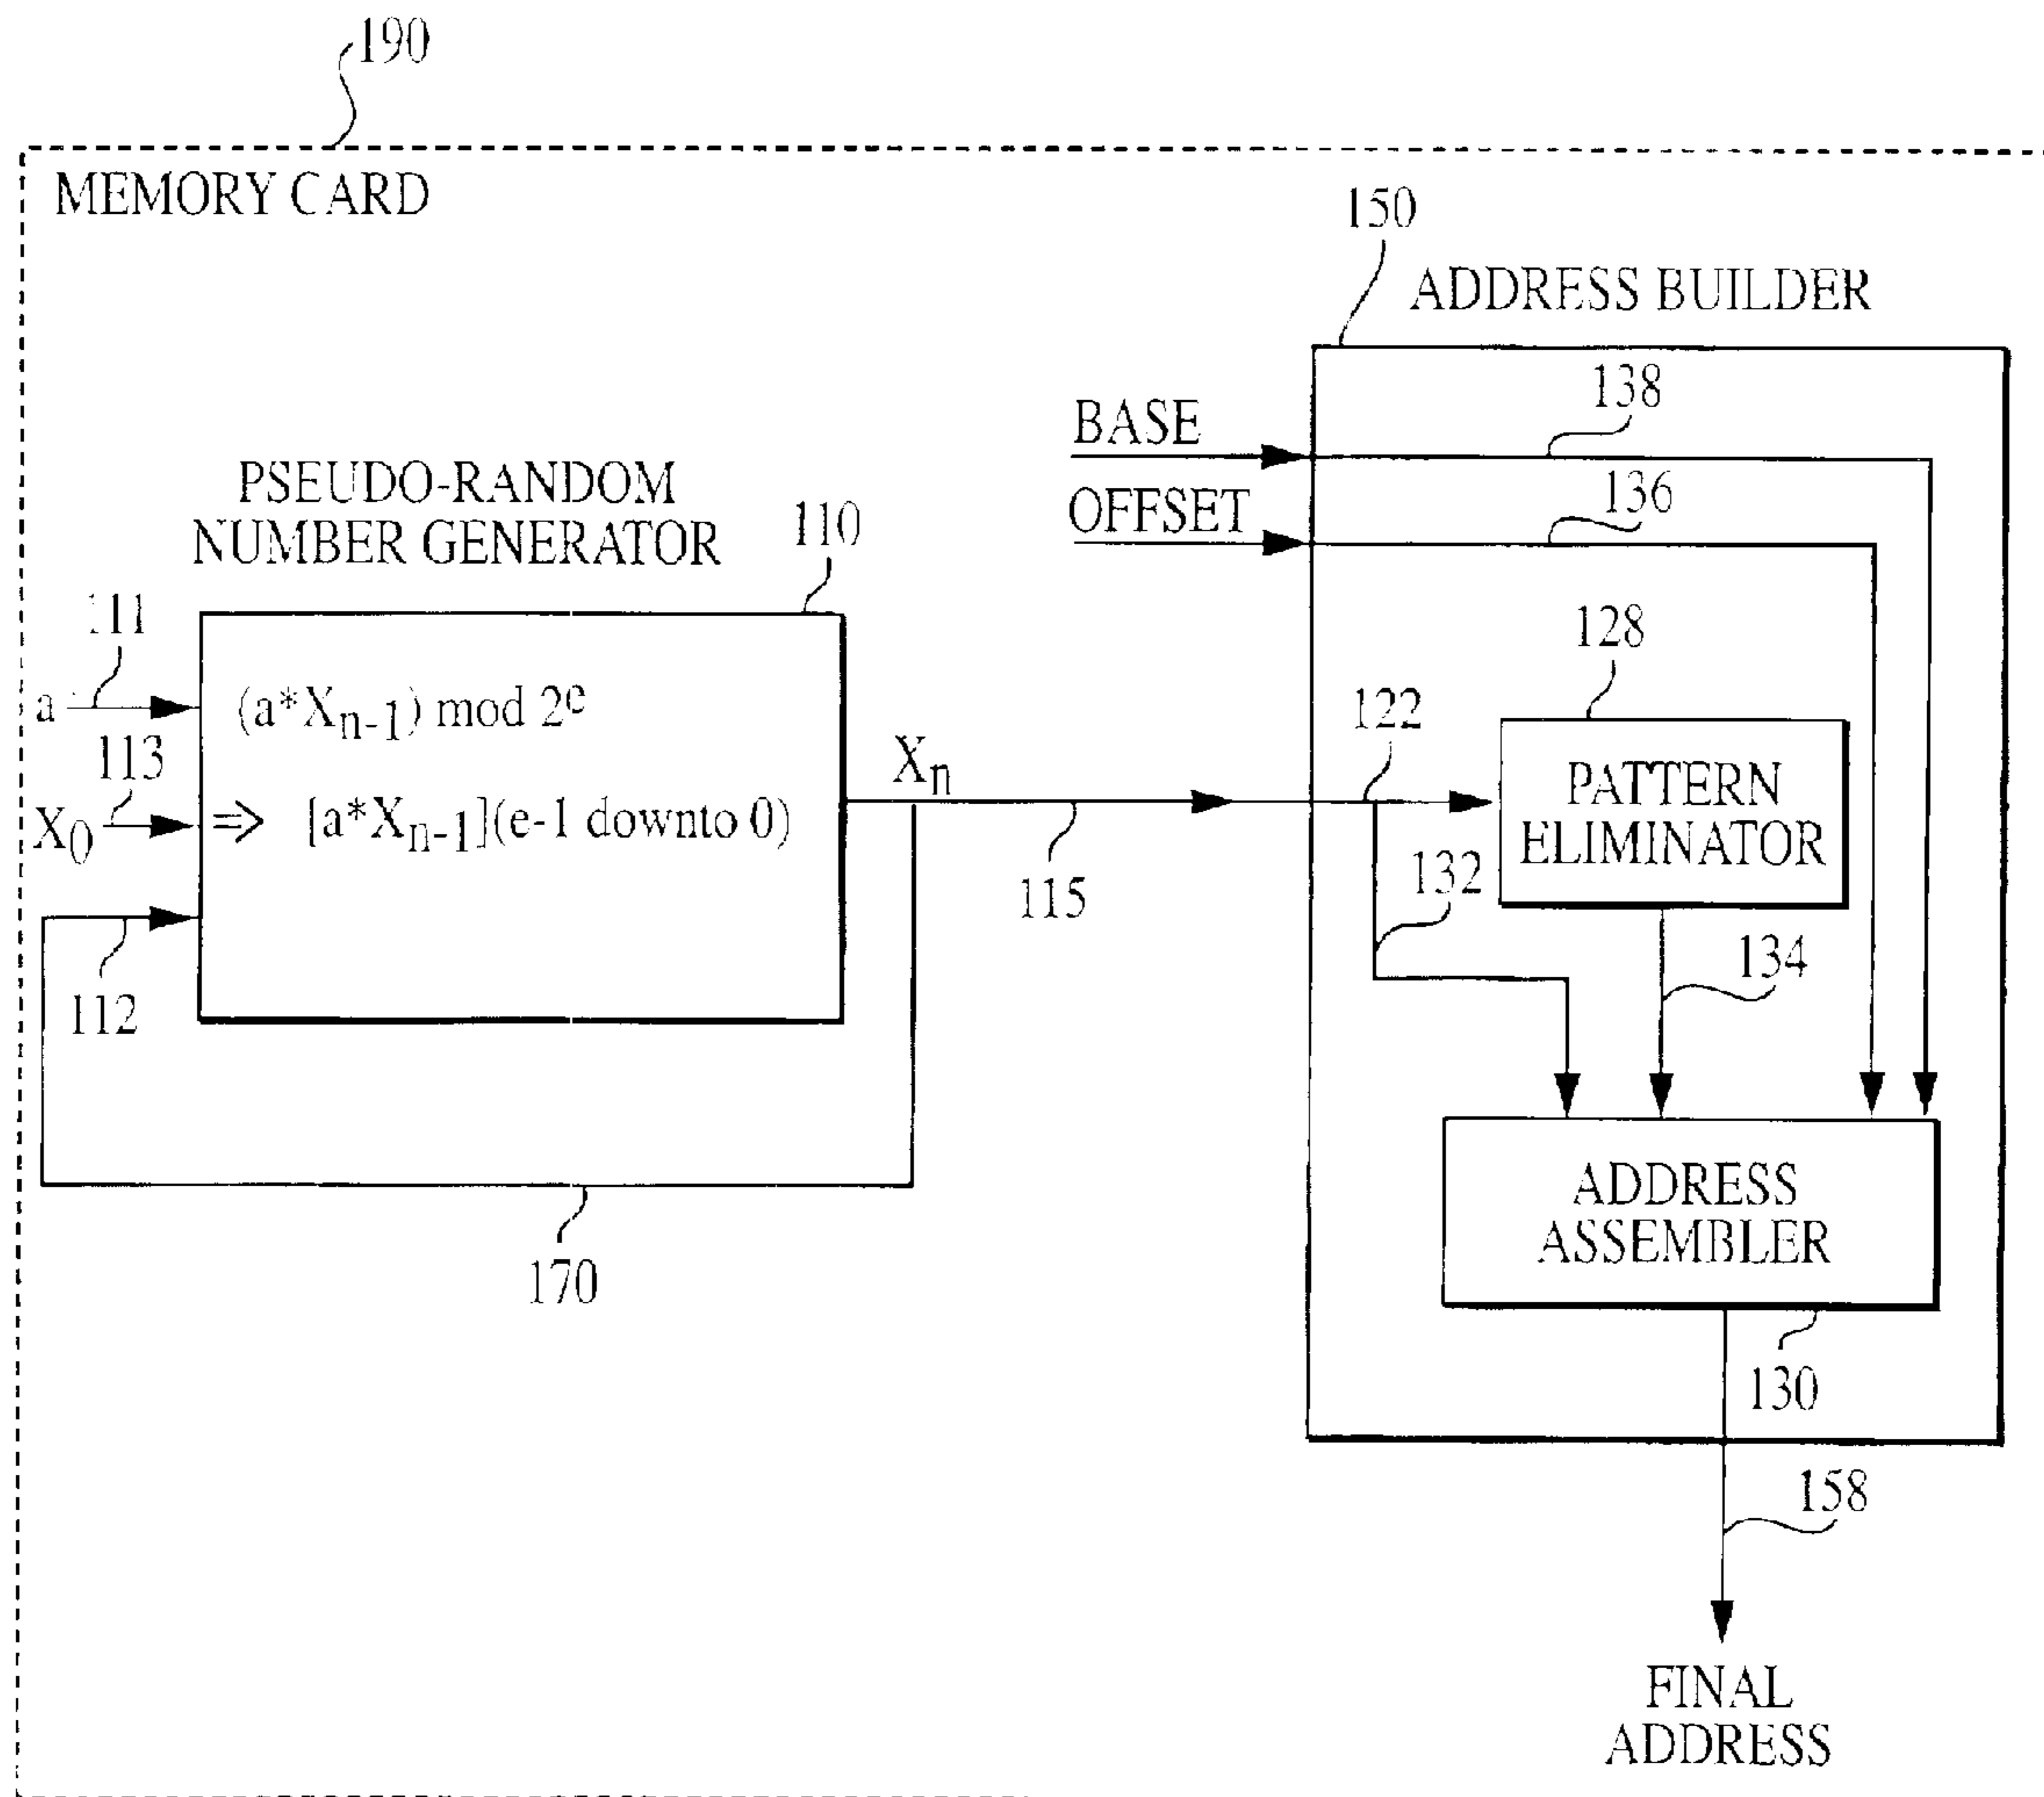 190
MEMORY CARD
150
ADDRESS BUILDER
138
BASE
136
OFFSET
PSEUDO-RANDOM
NUMBER GENERATOR
110
111
a
(a*Xn-1) mod 2e
113
X0
=> [a*Xn-1](e-1 downto 0)
112
Xn
115
170
128
122
PATTERN
ELIMINATOR
132
134
ADDRESS
ASSEMBLER
130
158
FINAL
ADDRESS